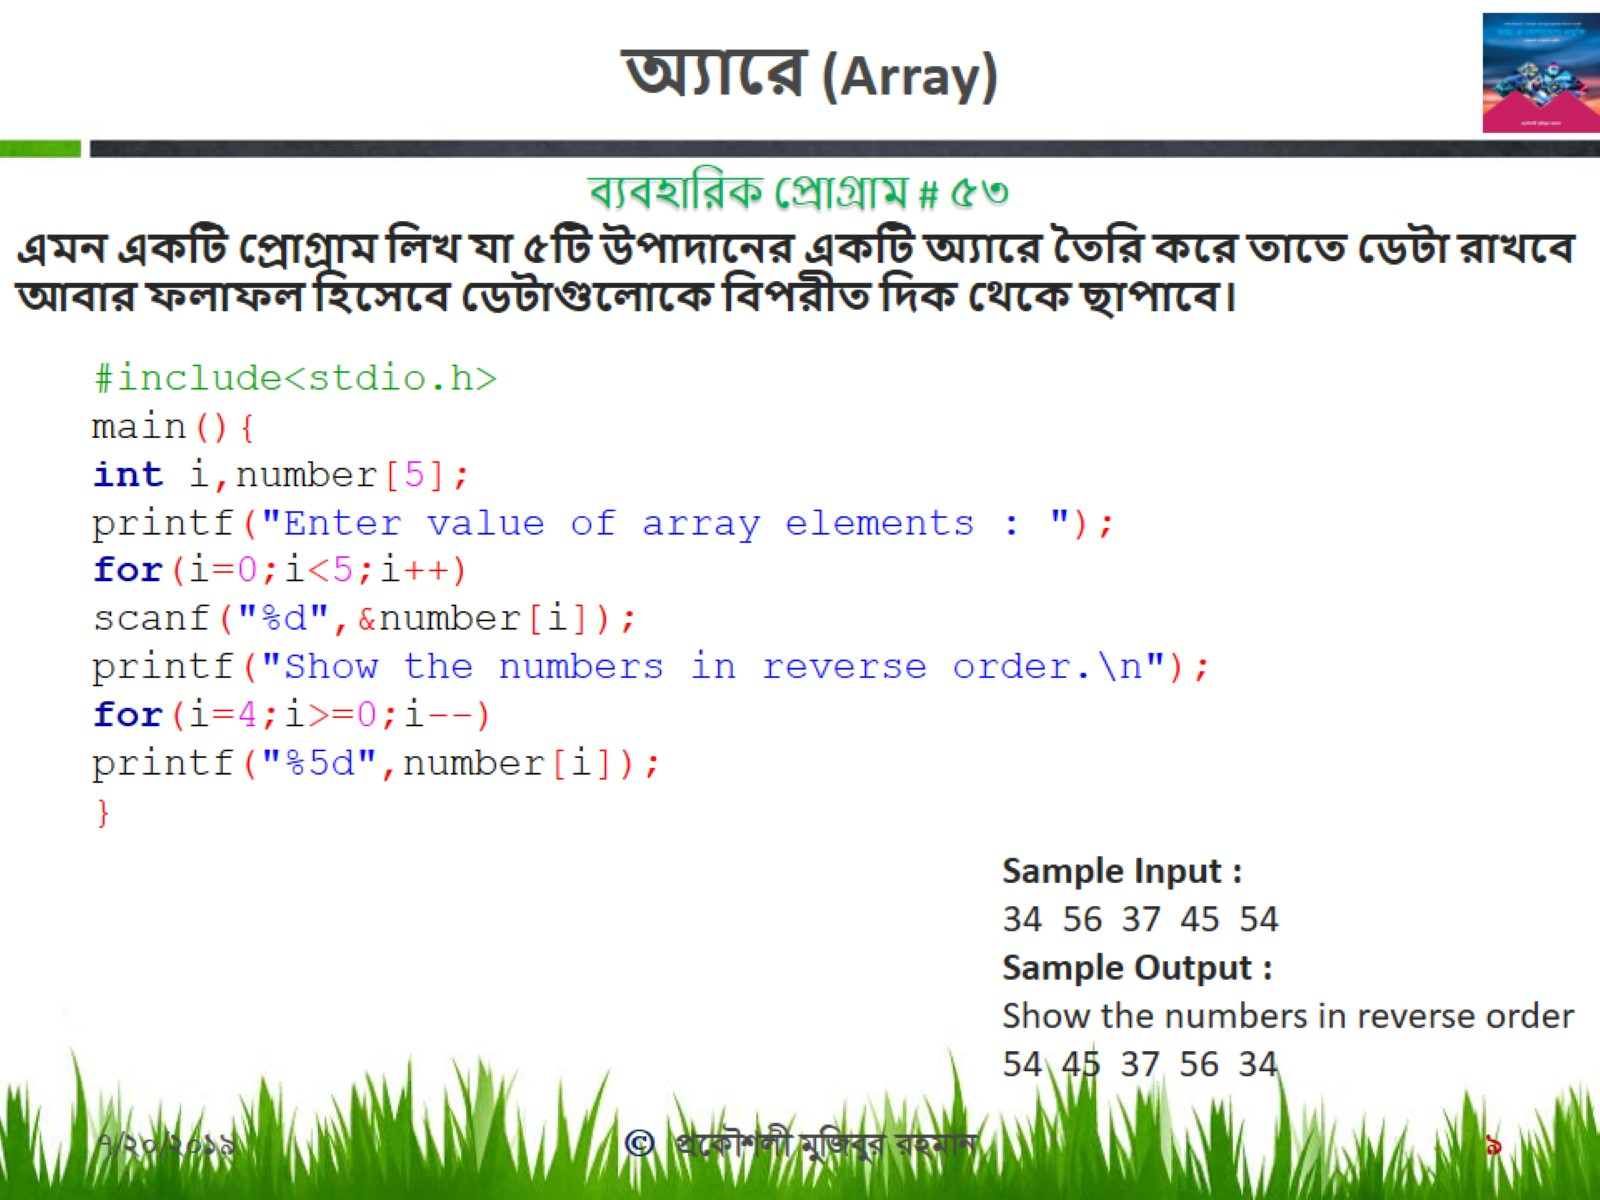 অ্যারে (Array)
ব্যবহারিক প্রোগ্রাম # ৫৩
এমন একটি প্রোগ্রাম লিখ যা ৫টি উপাদানের একটি অ্যারে তৈরি করে তাতে ডেটা রাখবে
আবার ফলাফল হিসেবে ডেটাগুলোকে বিপরীত দিক থেকে ছাপাবে।
#include<stdio.h>
main(){
int i,number[5];
printf("Enter value of array elements : ");
for(i=0;i<5;i++)
scanf("%d",&number[i]);
printf("Show the numbers in reverse order.\n");
for(i=4;i>=0;i--)
printf("%5d",number[i]);
}
Sample Input :
34 56 37 45 54
Sample Output :
Show the numbers in reverse order
54 45 37 56 34
৭/২০/২০১৯
© প্রকৌশলী মুজিবুর রহমান
৯